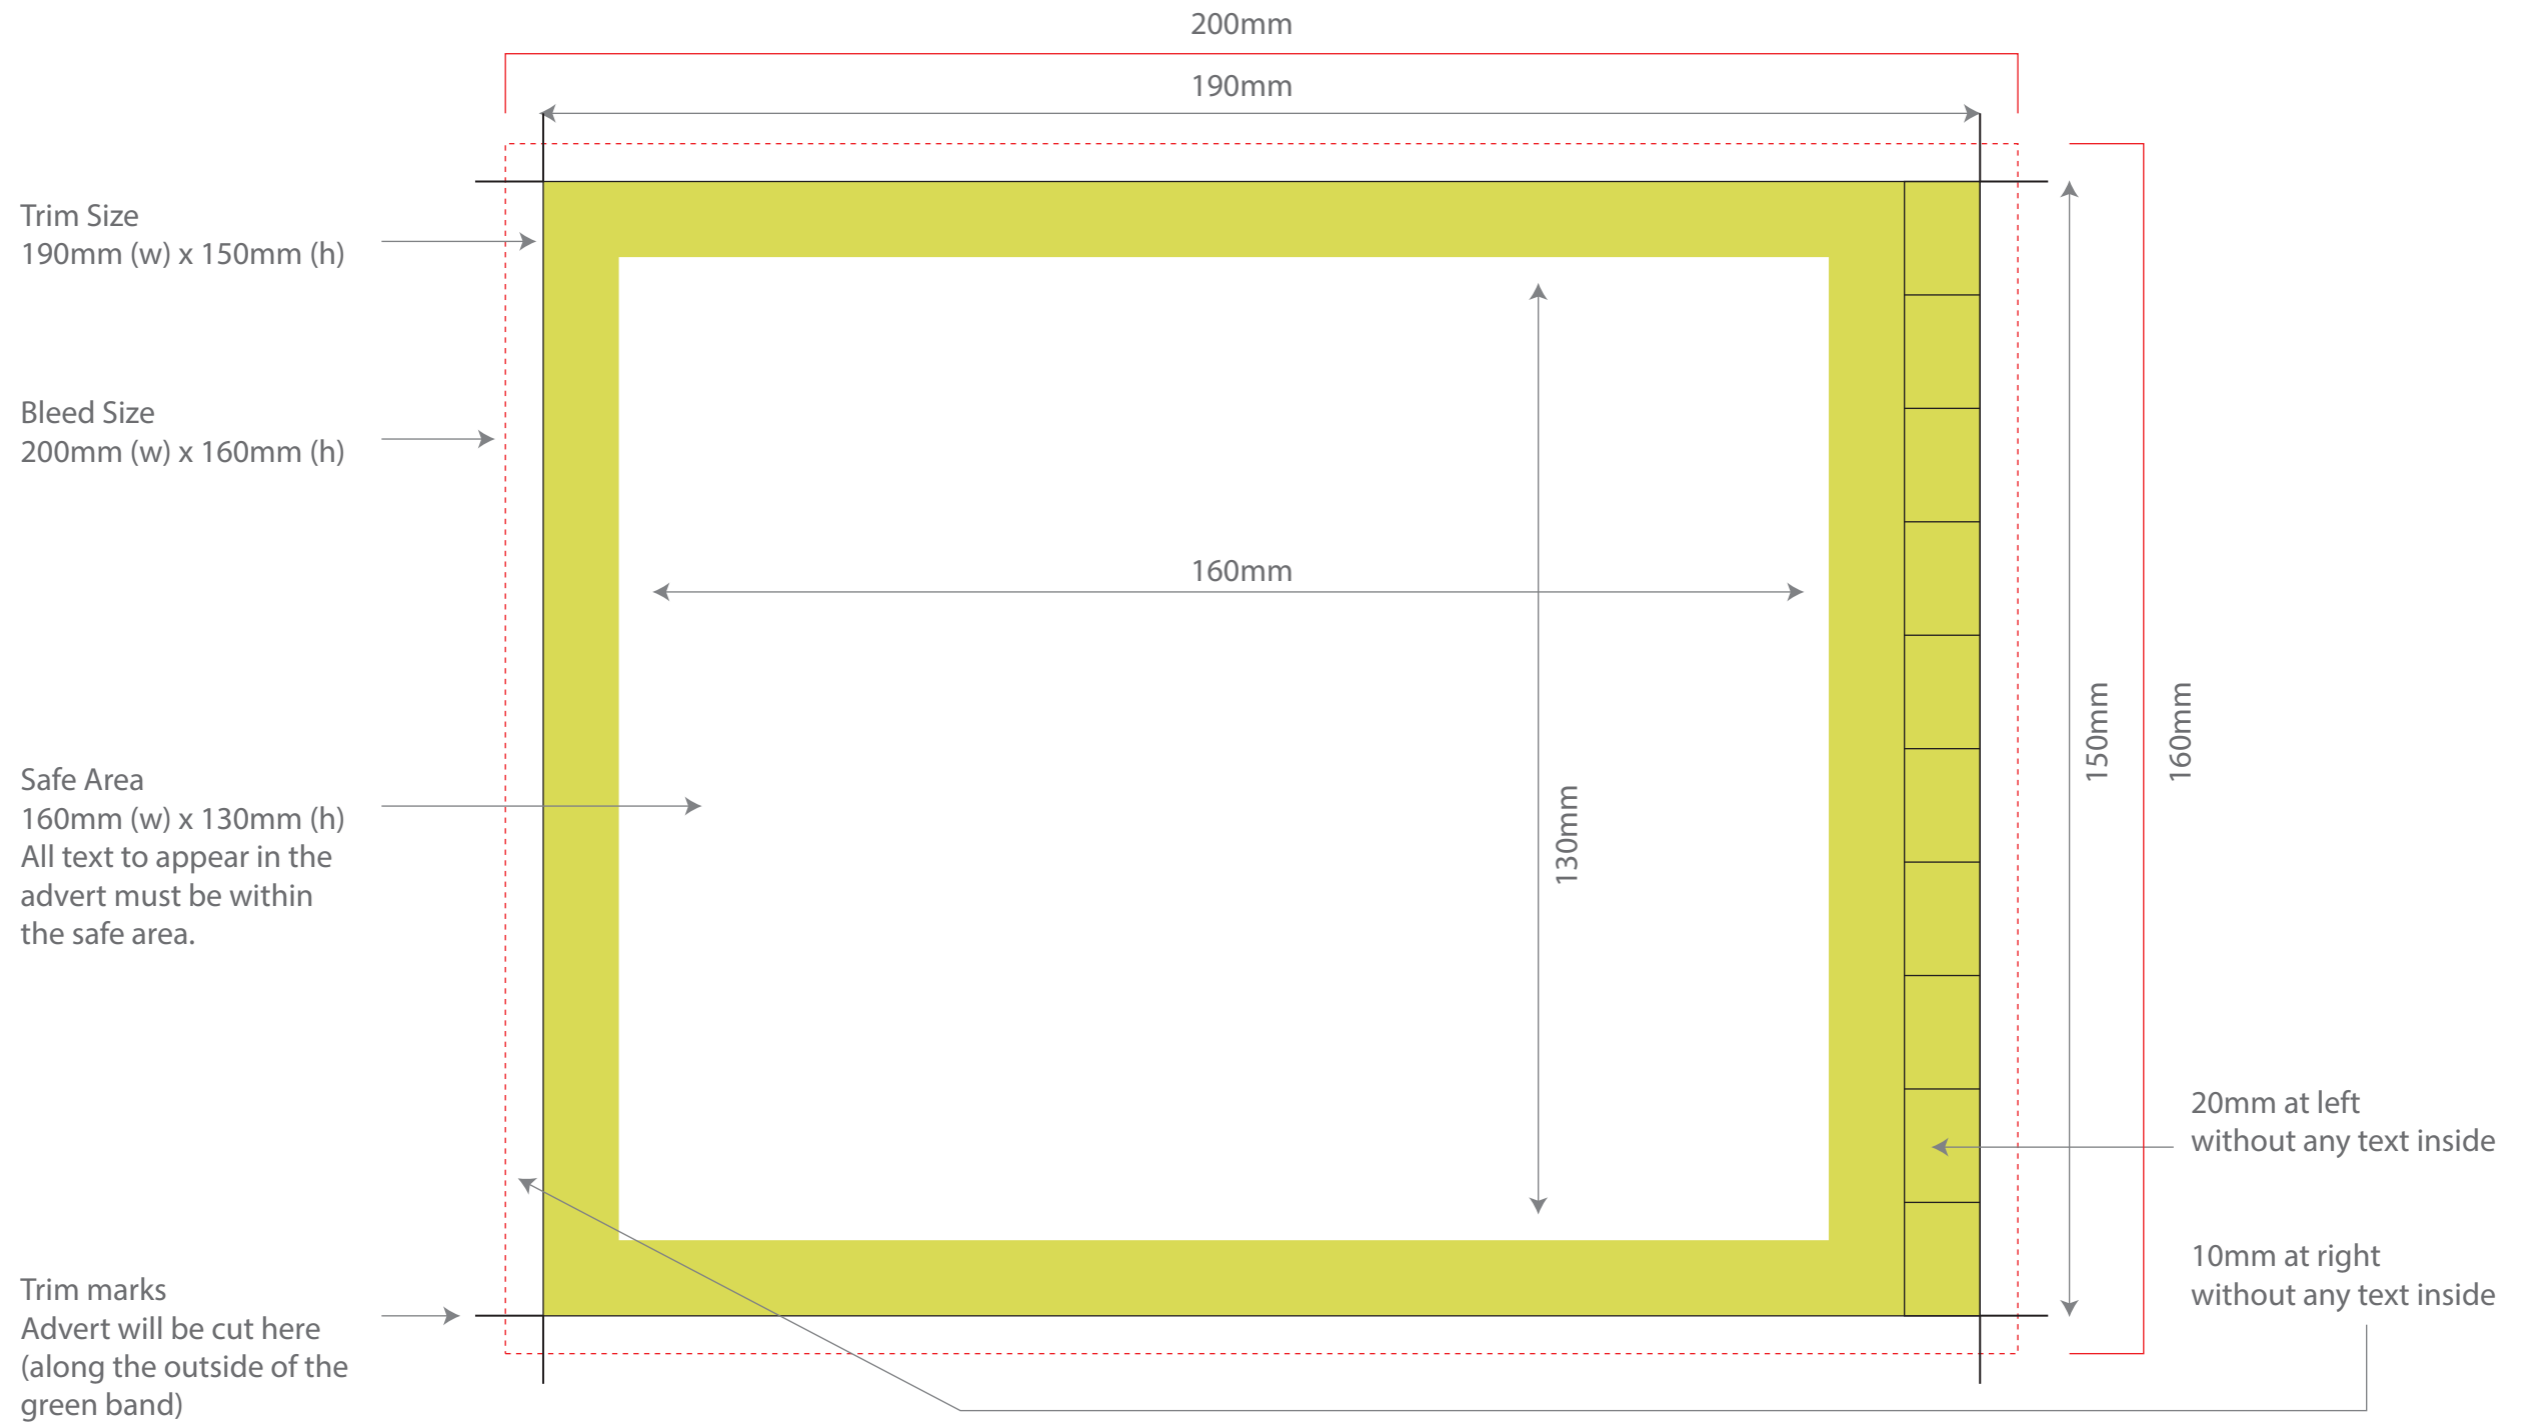 200mm
190mm
Trim Size
190mm (w) x 150mm (h)
Bleed Size
200mm (w) x 160mm (h)
160mm
150mm
160mm
Safe Area
160mm (w) x 130mm (h)
All text to appear in the
advert must be within
the safe area.
130mm
20mm at left
without any text inside
10mm at right
without any text inside
Trim marks
Advert will be cut here
(along the outside of the
green band)